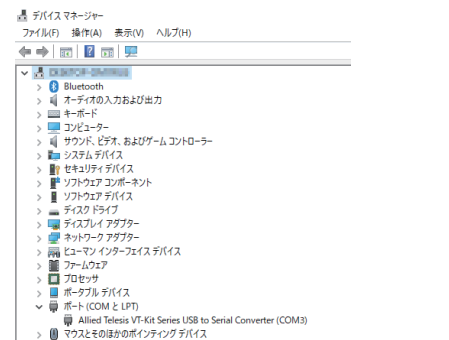 デバイス マネージャー
ファイル(F) 操作(A) 表示(V) ヘルプ(H)
Bluetooth
オーディオの入力および出力
キーボード
コンピューター
サウンド、ビデオ、およびゲーム コントローラー
システム デバイス
セキュリティ デバイス
ソフトウェア コンポーネント
ソフトウェア デバイス
ディスク ドライブ
ディスプレイ アダプター
ネットワーク アダプター
ヒューマン インターフェイス デバイス
ファームウェア
プロセッサ
ポータブル デバイス
ポート (COM と LPT)
Allied Telesis VT-Kit Series USB to Serial Converter (COM3)
マウスとそのほかのポインティング デバイス